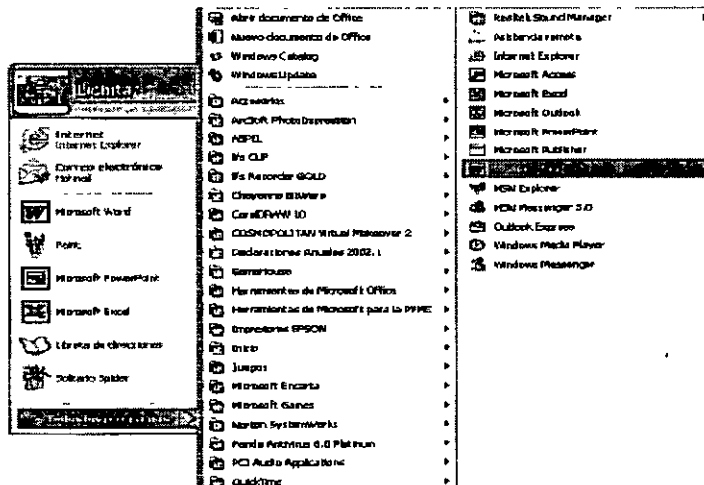 Internet
Internet Explorer
Correo electrónico
Hotmail
Microsoft Word
Paint
Microsoft PowerPoint
Microsoft Excel
Libreta de direcciones
Solitario Spider
Abrir documento de Office
Nuevo documento de Office
Windows Catalog
Windows Update
Accesorios
ArcSoft PhotoImpression
ASPEL
B's CLiP
B's Recorder GOLD
Cheyenne
CorelDRAW 10
COSMOPOLITAN Virtual Makeover 2
Declaraciones Anuales 2002.1
GameHouse
Herramientas de Microsoft Office
Herramientas de Microsoft para la PYME
Impresoras EPSON
Inicio
Juegos
Microsoft Encarta
Microsoft Games
Norton SystemWorks
Panda Antivirus 6.0 Platinum
PCI Audio Applications
QuickTime
Realtek Sound Manager
Asistencia remota
Internet Explorer
Microsoft Access
Microsoft Excel
Microsoft Outlook
Microsoft PowerPoint
Microsoft Publisher
MSN Explorer
MSN Messenger 5.0
Outlook Express
Windows Media Player
Windows Messenger